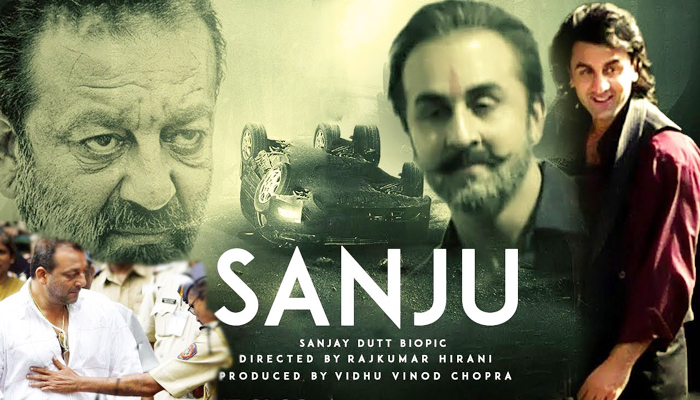 SANJU
SANJAY DUTT BIOPIC
DIRECTED BY RAJKUMAR HIRANI
PRODUCED BY VIDHU VINOD CHOPRA